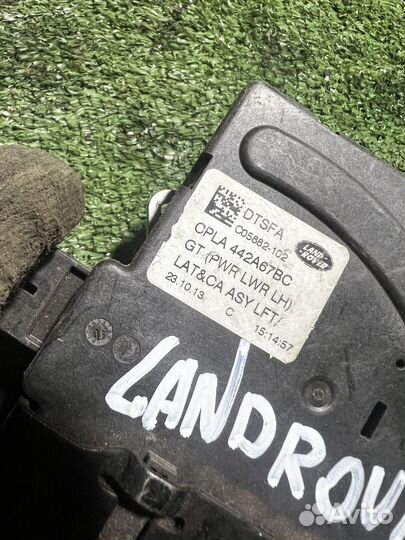 DTSFA
C05682-102
CPLA 442A67BC
GT (PWR LWR LH)
LAT&CA ASY LFT/
23.10.13 C 15:14:57
LAND ROVER
LANDROV
Avito